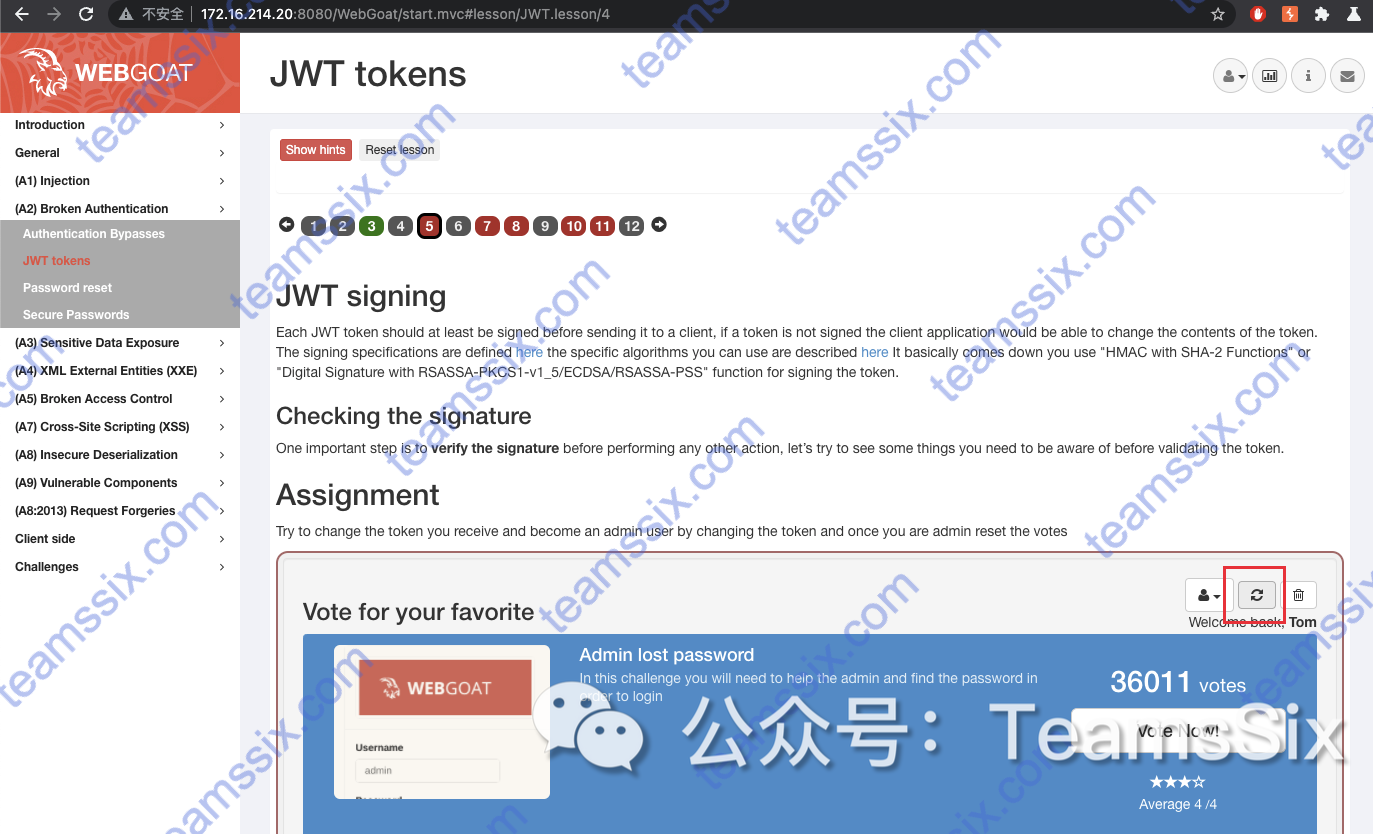 不安全
172.16.214.20:8080/WebGoat/start.mvc#lesson/JWT.lesson/4
WEBGOAT
JWT tokens
Introduction
General
(A1) Injection
(A2) Broken Authentication
Authentication Bypasses
JWT tokens
Password reset
Secure Passwords
(A3) Sensitive Data Exposure
(A4) XML External Entities (XXE)
(A5) Broken Access Control
(A7) Cross-Site Scripting (XSS)
(A8) Insecure Deserialization
(A9) Vulnerable Components
(A8:2013) Request Forgeries
Client side
Challenges
Show hints
Reset lesson
1 2 3 4 5 6 7 8 9 10 11 12
JWT signing
Each JWT token should at least be signed before sending it to a client, if a token is not signed the client application would be able to change the contents of the token.
The signing specifications are defined here the specific algorithms you can use are described here It basically comes down you use "HMAC with SHA-2 Functions" or
"Digital Signature with RSASSA-PKCS1-v1_5/ECDSA/RSASSA-PSS" function for signing the token.
Checking the signature
One important step is to verify the signature before performing any other action, let's try to see some things you need to be aware of before validating the token.
Assignment
Try to change the token you receive and become an admin user by changing the token and once you are admin reset the votes
Vote for your favorite
Welcome back, Tom
WEBGOAT
Username
admin
Admin lost password
In this challenge you will need to help the admin and find the password in
order to login
36011 votes
Vote Now!
Average 4 /4
公众号：TeamsSix
teamssix.com